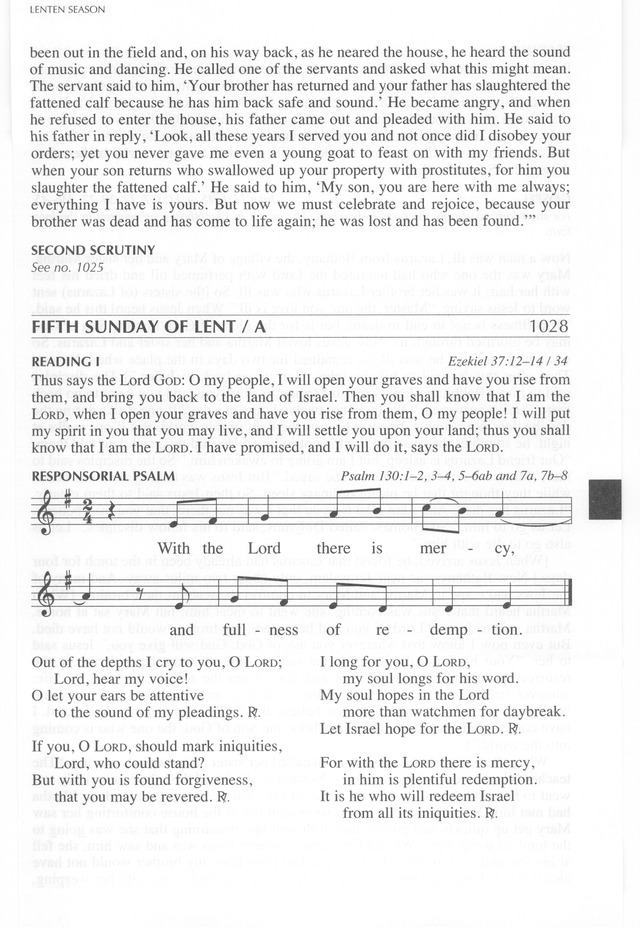 LENTEN SEASON
been out in the field and, on his way back, as he neared the house, he heard the sound
of music and dancing. He called one of the servants and asked what this might mean.
The servant said to him, ‘Your brother has returned and your father has slaughtered the
fattened calf because he has him back safe and sound.’ He became angry, and when
he refused to enter the house, his father came out and pleaded with him. He said to
his father in reply, ‘Look, all these years I served you and not once did I disobey your
orders; yet you never gave me even a young goat to feast on with my friends. But
when your son returns who swallowed up your property with prostitutes, for him you
slaughter the fattened calf.’ He said to him, ‘My son, you are here with me always;
everything I have is yours. But now we must celebrate and rejoice, because your
brother was dead and has come to life again; he was lost and has been found.’”
SECOND SCRUTINY
See no. 1025
FIFTH SUNDAY OF LENT / A 1028
READING I Ezekiel 37:12–14 / 34
Thus says the Lord GOD: O my people, I will open your graves and have you rise from
them, and bring you back to the land of Israel. Then you shall know that I am the
LORD, when I open your graves and have you rise from them, O my people! I will put
my spirit in you that you may live, and I will settle you upon your land; thus you shall
know that I am the LORD. I have promised, and I will do it, says the LORD.
RESPONSORIAL PSALM Psalm 130:1–2, 3–4, 5–6ab and 7a, 7b–8
2
4
With the Lord there is mer - cy,
and full - ness of re - demp - tion.
Out of the depths I cry to you, O LORD;
Lord, hear my voice!
O let your ears be attentive
to the sound of my pleadings. ℟.
If you, O LORD, should mark iniquities,
Lord, who could stand?
But with you is found forgiveness,
that you may be revered. ℟.
I long for you, O LORD,
my soul longs for his word.
My soul hopes in the Lord
more than watchmen for daybreak.
Let Israel hope for the LORD. ℟.
For with the LORD there is mercy,
in him is plentiful redemption.
It is he who will redeem Israel
from all its iniquities. ℟.